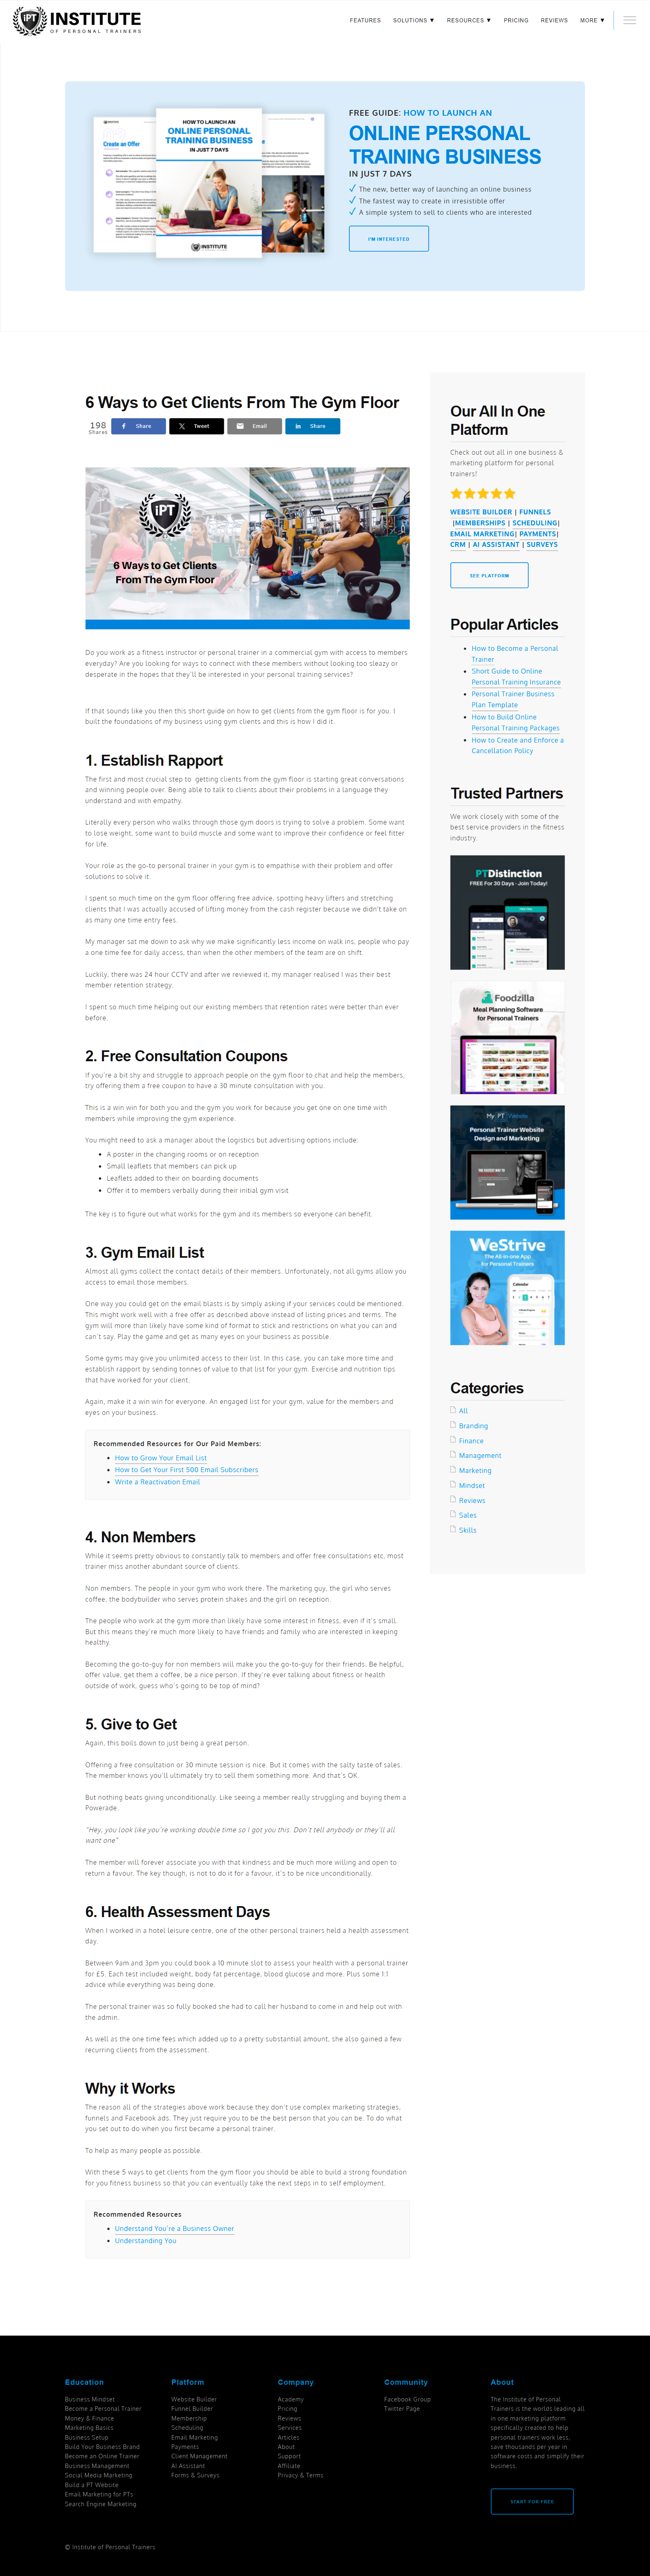 iPT INSTITUTE
OF PERSONAL TRAINERS
FEATURES SOLUTIONS ▼ RESOURCES ▼ PRICING REVIEWS MORE ▼
Create an Offer
HOW TO LAUNCH AN
ONLINE PERSONAL
TRAINING BUSINESS
IN JUST 7 DAYS
INSTITUTE
FREE GUIDE: HOW TO LAUNCH AN
ONLINE PERSONAL
TRAINING BUSINESS
IN JUST 7 DAYS
The new, better way of launching an online business
The fastest way to create in irresistible offer
A simple system to sell to clients who are interested
I'M INTERESTED
6 Ways to Get Clients From The Gym Floor
198
Shares
Share
Tweet
Email
Share
iPT
6 Ways to Get Clients
From The Gym Floor
Do you work as a fitness instructor or personal trainer in a commercial gym with access to members
everyday? Are you looking for ways to connect with these members without looking too sleazy or
desperate in the hopes that they'll be interested in your personal training services?
If that sounds like you then this short guide on how to get clients from the gym floor is for you. I
built the foundations of my business using gym clients and this is how I did it.
1. Establish Rapport
The first and most crucial step to getting clients from the gym floor is starting great conversations
and winning people over. Being able to talk to clients about their problems in a language they
understand and with empathy.
Literally every person who walks through those gym doors is trying to solve a problem. Some want
to lose weight, some want to build muscle and some want to improve their confidence or feel fitter
for life.
Your role as the go-to personal trainer in your gym is to empathise with their problem and offer
solutions to solve it.
I spent so much time on the gym floor offering free advice, spotting heavy lifters and stretching
clients that I was actually accused of lifting money from the cash register because we didn't take on
as many one time entry fees.
My manager sat me down to ask why we make significantly less income on walk ins, people who pay
a one time fee for daily access, than when the other members of the team are on shift.
Luckily, there was 24 hour CCTV and after we reviewed it, my manager realised I was their best
member retention strategy.
I spent so much time helping out our existing members that retention rates were better than ever
before.
2. Free Consultation Coupons
If you're a bit shy and struggle to approach people on the gym floor to chat and help the members,
try offering them a free coupon to have a 30 minute consultation with you.
This is a win win for both you and the gym you work for because you get one on one time with
members while improving the gym experience.
You might need to ask a manager about the logistics but advertising options include:
A poster in the changing rooms or on reception
Small leaflets that members can pick up
Leaflets added to their on boarding documents
Offer it to members verbally during their initial gym visit
The key is to figure out what works for the gym and its members so everyone can benefit.
3. Gym Email List
Almost all gyms collect the contact details of their members. Unfortunately, not all gyms allow you
access to email those members.
One way you could get on the email blasts is by simply asking if your services could be mentioned.
This might work well with a free offer as described above instead of listing prices and terms. The
gym will more than likely have some kind of format to stick and restrictions on what you can and
can't say. Play the game and get as many eyes on your business as possible.
Some gyms may give you unlimited access to their list. In this case, you can take more time and
establish rapport by sending tonnes of value to that list for your gym. Exercise and nutrition tips
that have worked for your client.
Again, make it a win win for everyone. An engaged list for your gym, value for the members and
eyes on your business.
Recommended Resources for Our Paid Members:
How to Grow Your Email List
How to Get Your First 500 Email Subscribers
Write a Reactivation Email
4. Non Members
While it seems pretty obvious to constantly talk to members and offer free consultations etc, most
trainer miss another abundant source of clients.
Non members. The people in your gym who work there. The marketing guy, the girl who serves
coffee, the bodybuilder who serves protein shakes and the girl on reception.
The people who work at the gym more than likely have some interest in fitness, even if it's small.
But this means they're much more likely to have friends and family who are interested in keeping
healthy.
Becoming the go-to-guy for non members will make you the go-to-guy for their friends. Be helpful,
offer value, get them a coffee, be a nice person. If they're ever talking about fitness or health
outside of work, guess who's going to be top of mind?
5. Give to Get
Again, this boils down to just being a great person.
Offering a free consultation or 30 minute session is nice. But it comes with the salty taste of sales.
The member knows you'll ultimately try to sell them something more. And that's OK.
But nothing beats giving unconditionally. Like seeing a member really struggling and buying them a
Powerade.
"Hey, you look like you're working double time so I got you this. Don't tell anybody or they'll all
want one"
The member will forever associate you with that kindness and be much more willing and open to
return a favour. The key though, is not to do it for a favour, it's to be nice unconditionally.
6. Health Assessment Days
When I worked in a hotel leisure centre, one of the other personal trainers held a health assessment
day.
Between 9am and 3pm you could book a 10 minute slot to assess your health with a personal trainer
for £5. Each test included weight, body fat percentage, blood glucose and more. Plus some 1:1
advice while everything was being done.
The personal trainer was so fully booked she had to call her husband to come in and help out with
the admin.
As well as the one time fees which added up to a pretty substantial amount, she also gained a few
recurring clients from the assessment.
Why it Works
The reason all of the strategies above work because they don't use complex marketing strategies,
funnels and Facebook ads. They just require you to be the best person that you can be. To do what
you set out to do when you first became a personal trainer.
To help as many people as possible.
With these 5 ways to get clients from the gym floor you should be able to build a strong foundation
for you fitness business so that you can eventually take the next steps in to self employment.
Recommended Resources
Understand You're a Business Owner
Understanding You
Our All In One
Platform
Check out out all in one business &
marketing platform for personal
trainers!
WEBSITE BUILDER | FUNNELS
|MEMBERSHIPS | SCHEDULING|
EMAIL MARKETING| PAYMENTS|
CRM | AI ASSISTANT | SURVEYS
SEE PLATFORM
Popular Articles
How to Become a Personal
Trainer
Short Guide to Online
Personal Training Insurance
Personal Trainer Business
Plan Template
How to Build Online
Personal Training Packages
How to Create and Enforce a
Cancellation Policy
Trusted Partners
We work closely with some of the
best service providers in the fitness
industry.
PTDistinction
FREE For 30 Days - Join Today!
Foodzilla
Meal Planning Software
for Personal Trainers
My PT Website
Personal Trainer Website
Design and Marketing
WeStrive
The All-in-one App
for Personal Trainers
Categories
All
Branding
Finance
Management
Marketing
Mindset
Reviews
Sales
Skills
Education
Business Mindset
Become a Personal Trainer
Money & Finance
Marketing Basics
Business Setup
Build Your Business Brand
Become an Online Trainer
Business Management
Social Media Marketing
Build a PT Website
Email Marketing for PTs
Search Engine Marketing
Platform
Website Builder
Funnel Builder
Membership
Scheduling
Email Marketing
Payments
Client Management
AI Assistant
Forms & Surveys
Company
Academy
Pricing
Reviews
Services
Articles
About
Support
Affiliate
Privacy & Terms
Community
Facebook Group
Twitter Page
About
The Institute of Personal
Trainers is the worlds leading all
in one marketing platform
specifically created to help
personal trainers work less,
save thousands per year in
software costs and simplify their
business.
START FOR FREE
© Institute of Personal Trainers